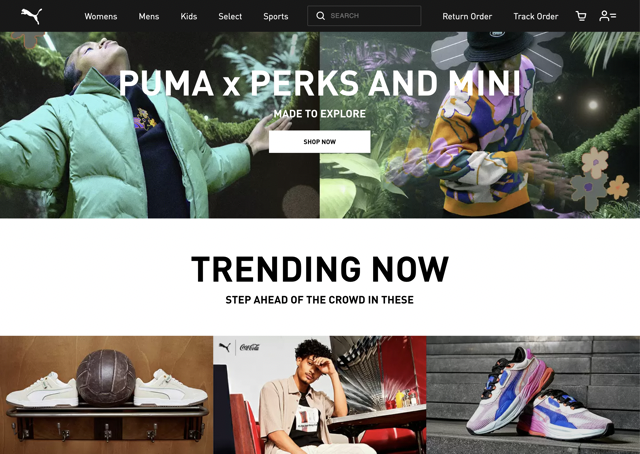 Womens
Mens
Kids
Select
Sports
SEARCH
Return Order
Track Order
PUMA x PERKS AND MINI
MADE TO EXPLORE
SHOP NOW
TRENDING NOW
STEP AHEAD OF THE CROWD IN THESE
Coca-Cola